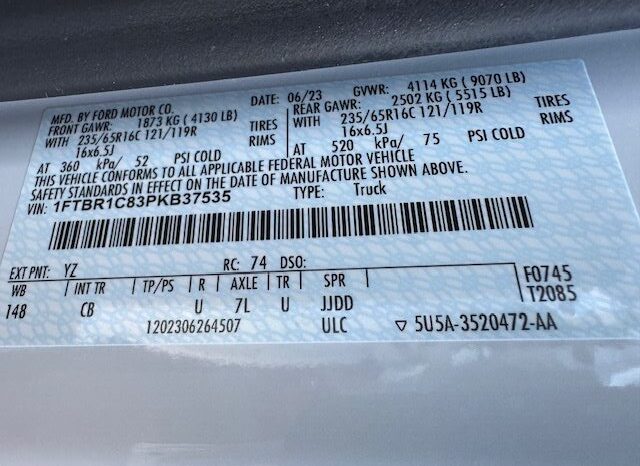 MFD. BY FORD MOTOR CO. DATE: 06/23 GVWR: 4114 KG ( 9070 LB)
FRONT GAWR: 1873 KG ( 4130 LB) REAR GAWR: 2502 KG ( 5515 LB)
WITH 235/65R16C 121/119R TIRES WITH 235/65R16C 121/119R TIRES
16x6.5J RIMS 16x6.5J RIMS
AT 360 kPa/ 52 PSI COLD AT 520 kPa/ 75 PSI COLD
THIS VEHICLE CONFORMS TO ALL APPLICABLE FEDERAL MOTOR VEHICLE
SAFETY STANDARDS IN EFFECT ON THE DATE OF MANUFACTURE SHOWN ABOVE.
VIN: 1FTBR1C83PKB37535 TYPE: Truck
EXT PNT: YZ RC: 74 DSO:
WB INT TR TP/PS R AXLE TR SPR F0745
148 CB U 7L U JJDD T2085
1202306264507 ULC ▽ 5U5A-3520472-AA